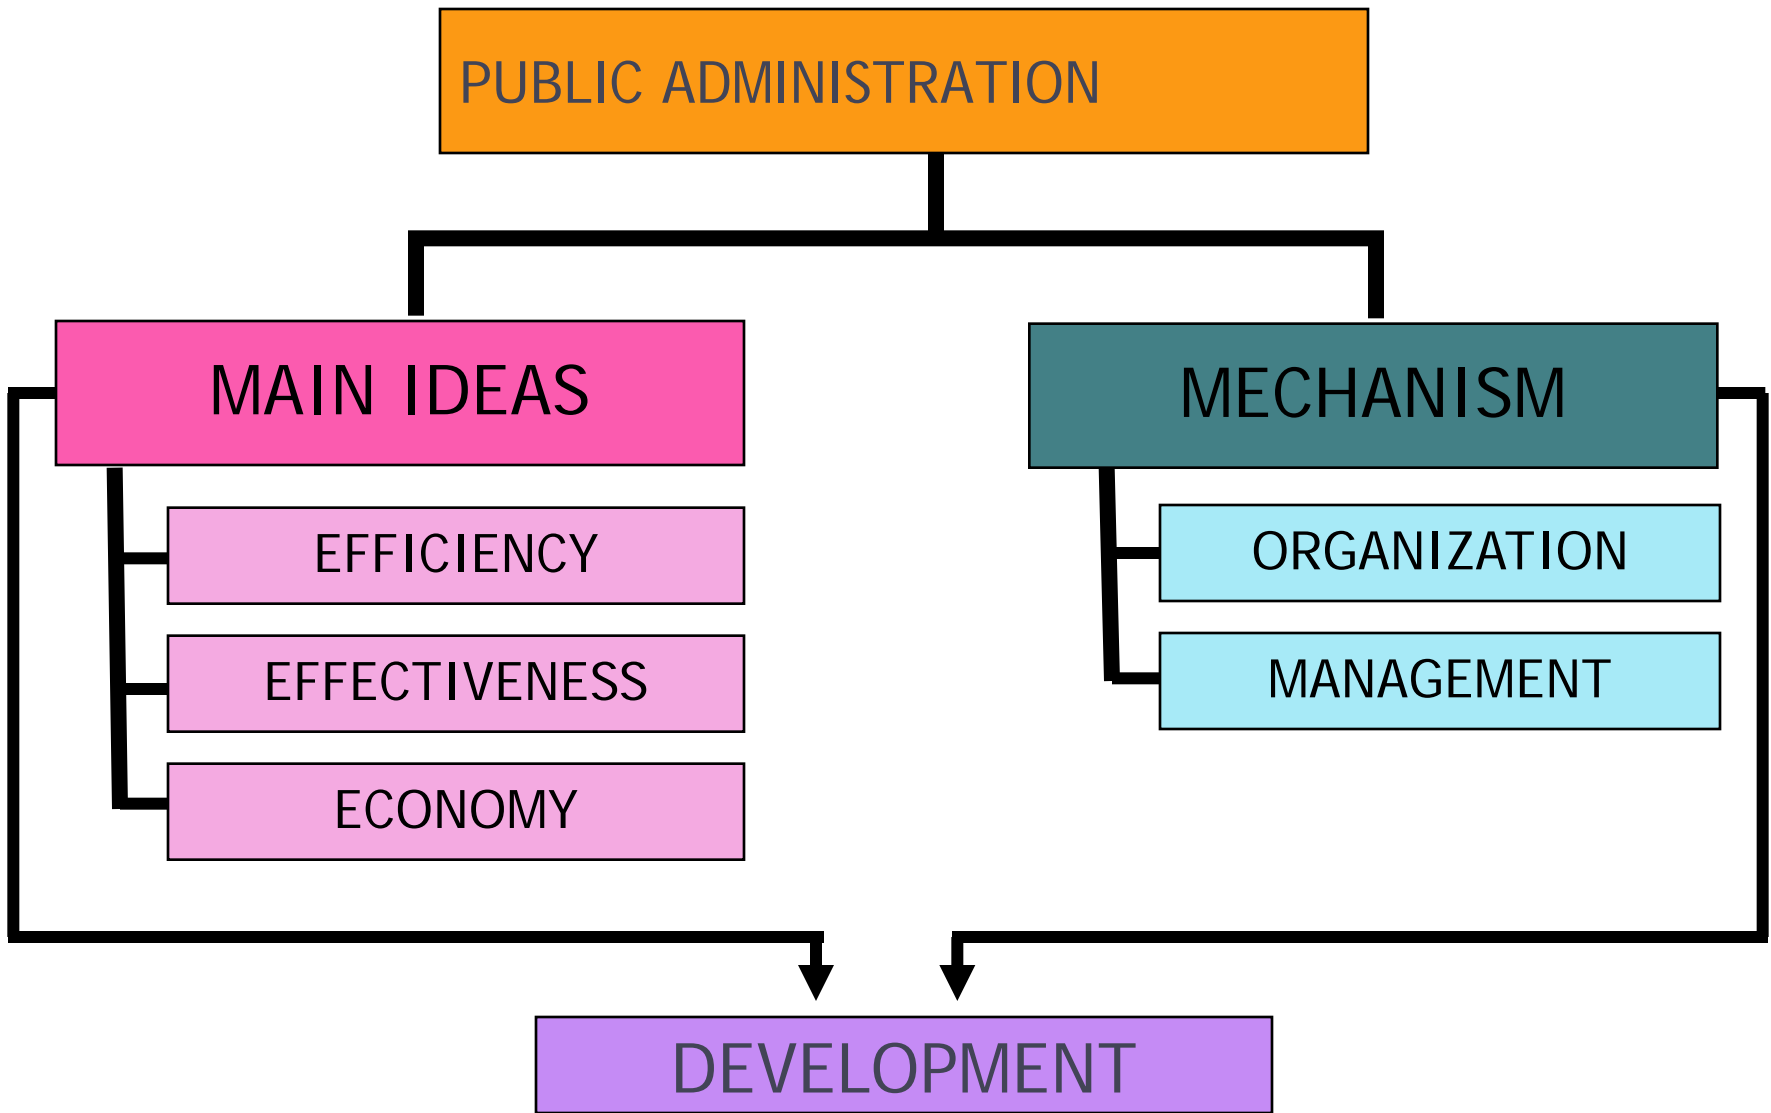 PUBLIC ADMINISTRATION
MAIN IDEAS
EFFICIENCY
EFFECTIVENESS
ECONOMY
MECHANISM
ORGANIZATION
MANAGEMENT
DEVELOPMENT